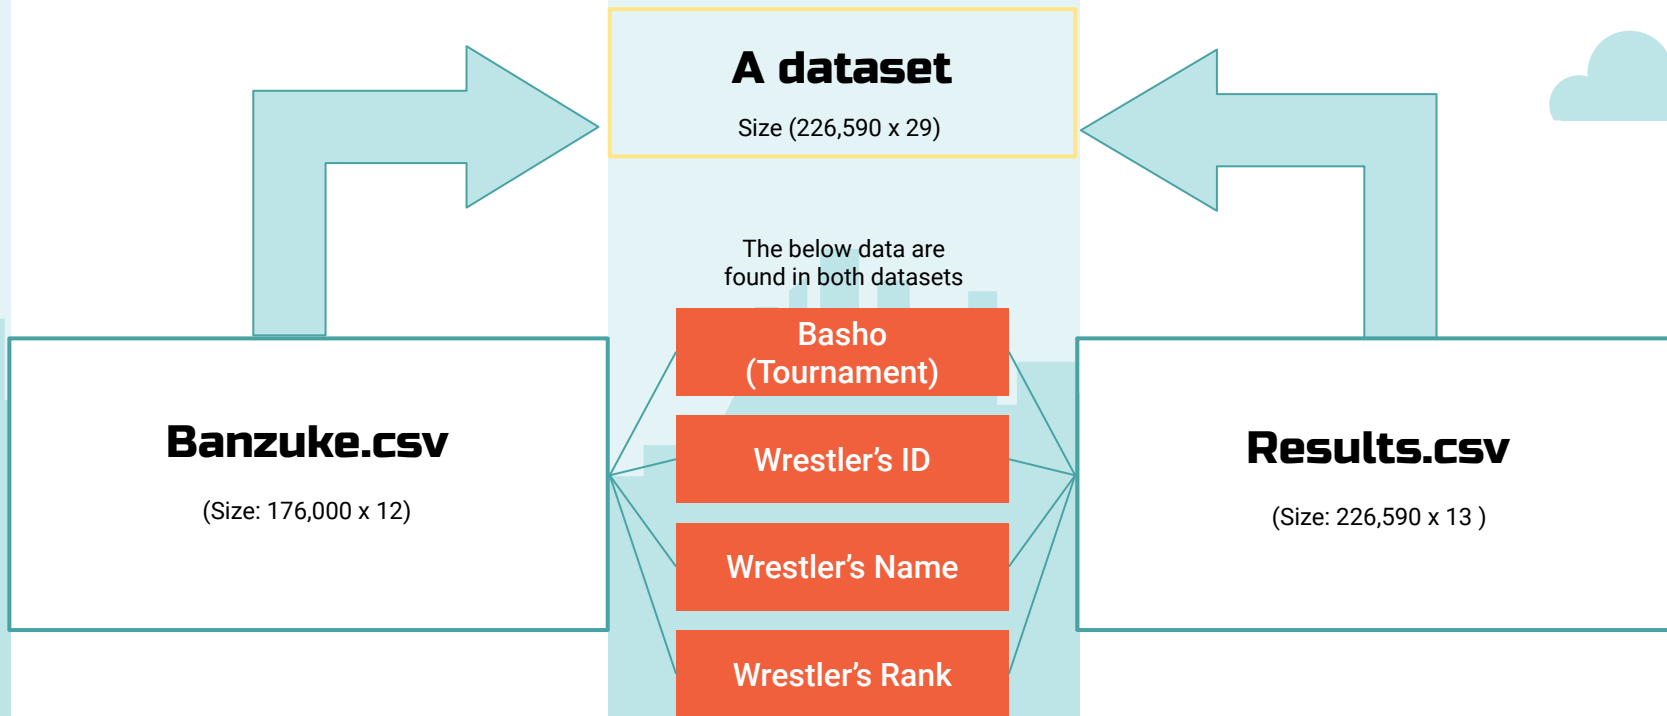 A dataset
Size (226,590 x 29)
The below data are
found in both datasets
Basho
(Tournament)
Wrestler’s ID
Wrestler’s Name
Wrestler’s Rank
Banzuke.csv
(Size: 176,000 x 12)
Results.csv
(Size: 226,590 x 13 )